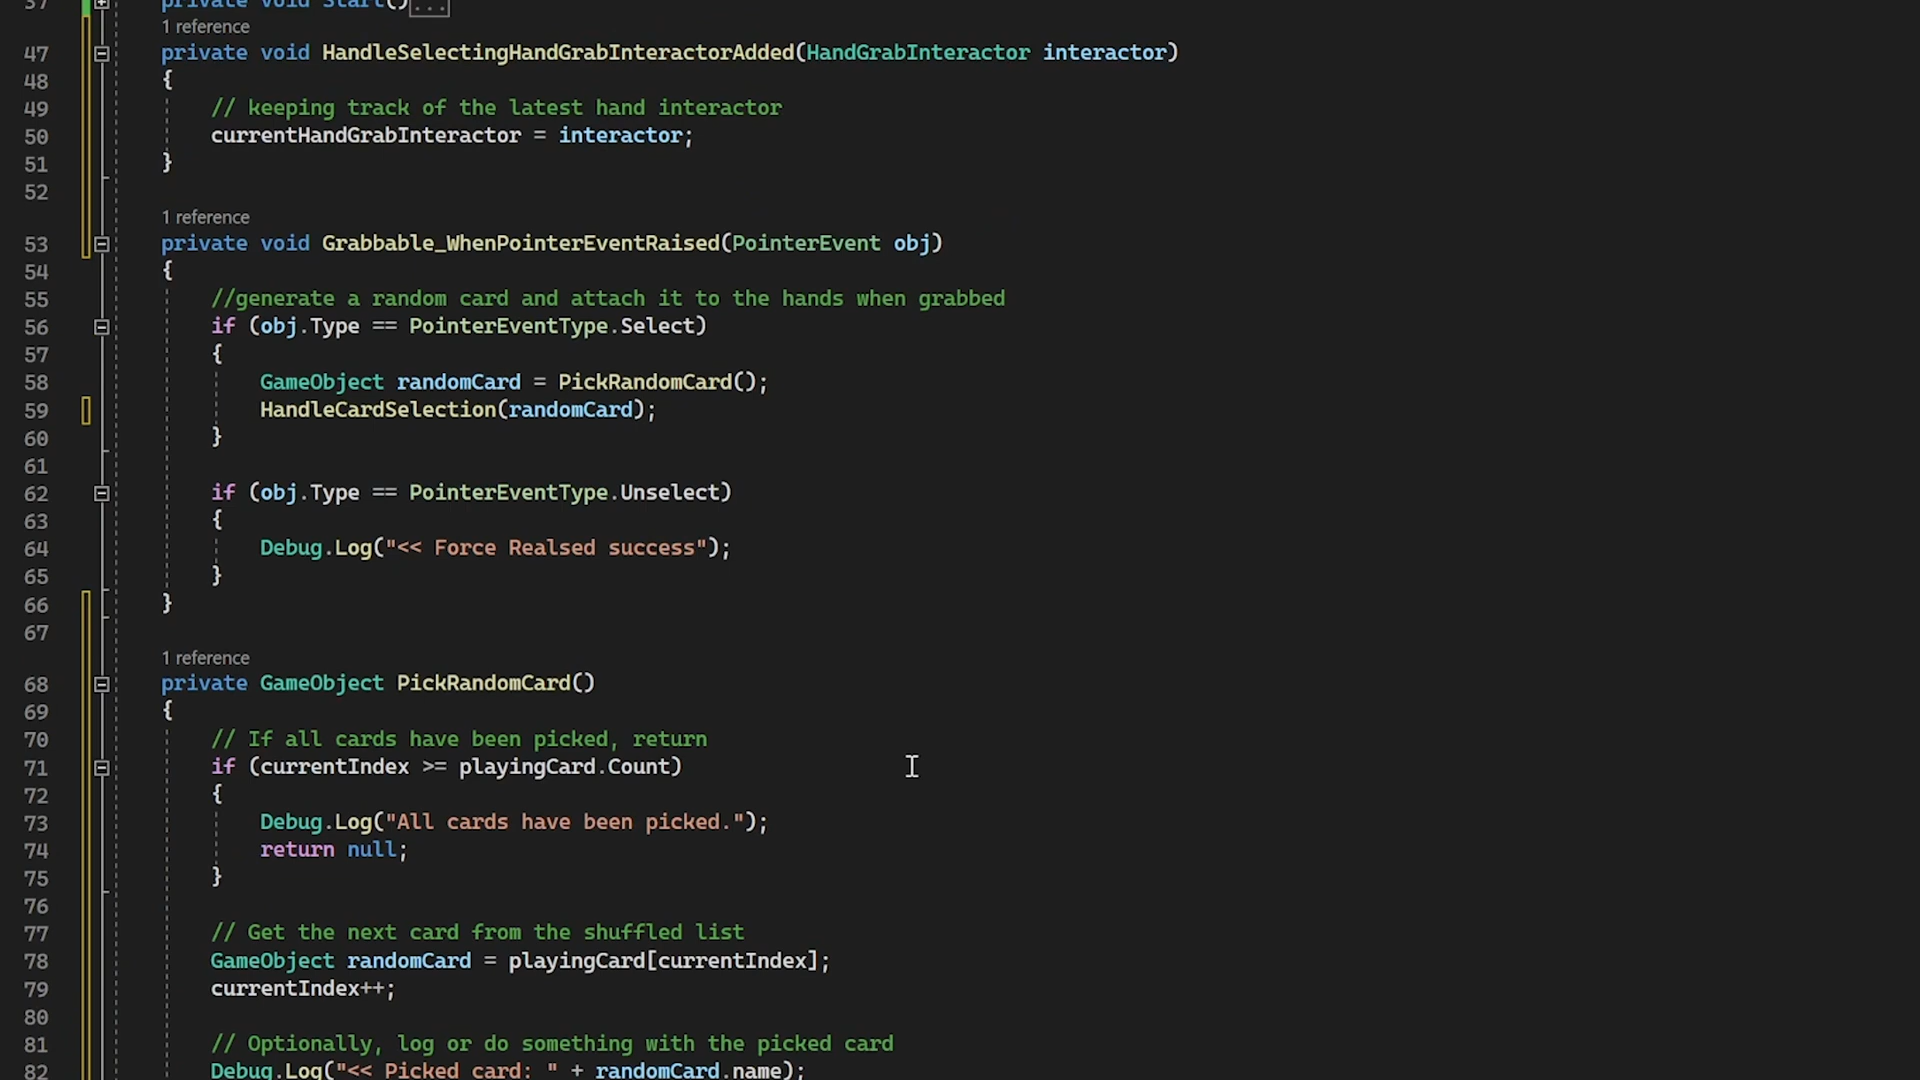 37 private void Start()...
1 reference
47 private void HandleSelectingHandGrabInteractorAdded(HandGrabInteractor interactor)
48 {
49 // keeping track of the latest hand interactor
50 currentHandGrabInteractor = interactor;
51 }
52
1 reference
53 private void Grabbable_WhenPointerEventRaised(PointerEvent obj)
54 {
55 //generate a random card and attach it to the hands when grabbed
56 if (obj.Type == PointerEventType.Select)
57 {
58 GameObject randomCard = PickRandomCard();
59 HandleCardSelection(randomCard);
60 }
61
62 if (obj.Type == PointerEventType.Unselect)
63 {
64 Debug.Log("<< Force Realsed success");
65 }
66 }
67
1 reference
68 private GameObject PickRandomCard()
69 {
70 // If all cards have been picked, return
71 if (currentIndex >= playingCard.Count)
72 {
73 Debug.Log("All cards have been picked.");
74 return null;
75 }
76
77 // Get the next card from the shuffled list
78 GameObject randomCard = playingCard[currentIndex];
79 currentIndex++;
80
81 // Optionally, log or do something with the picked card
82 Debug.Log("<< Picked card: " + randomCard.name);